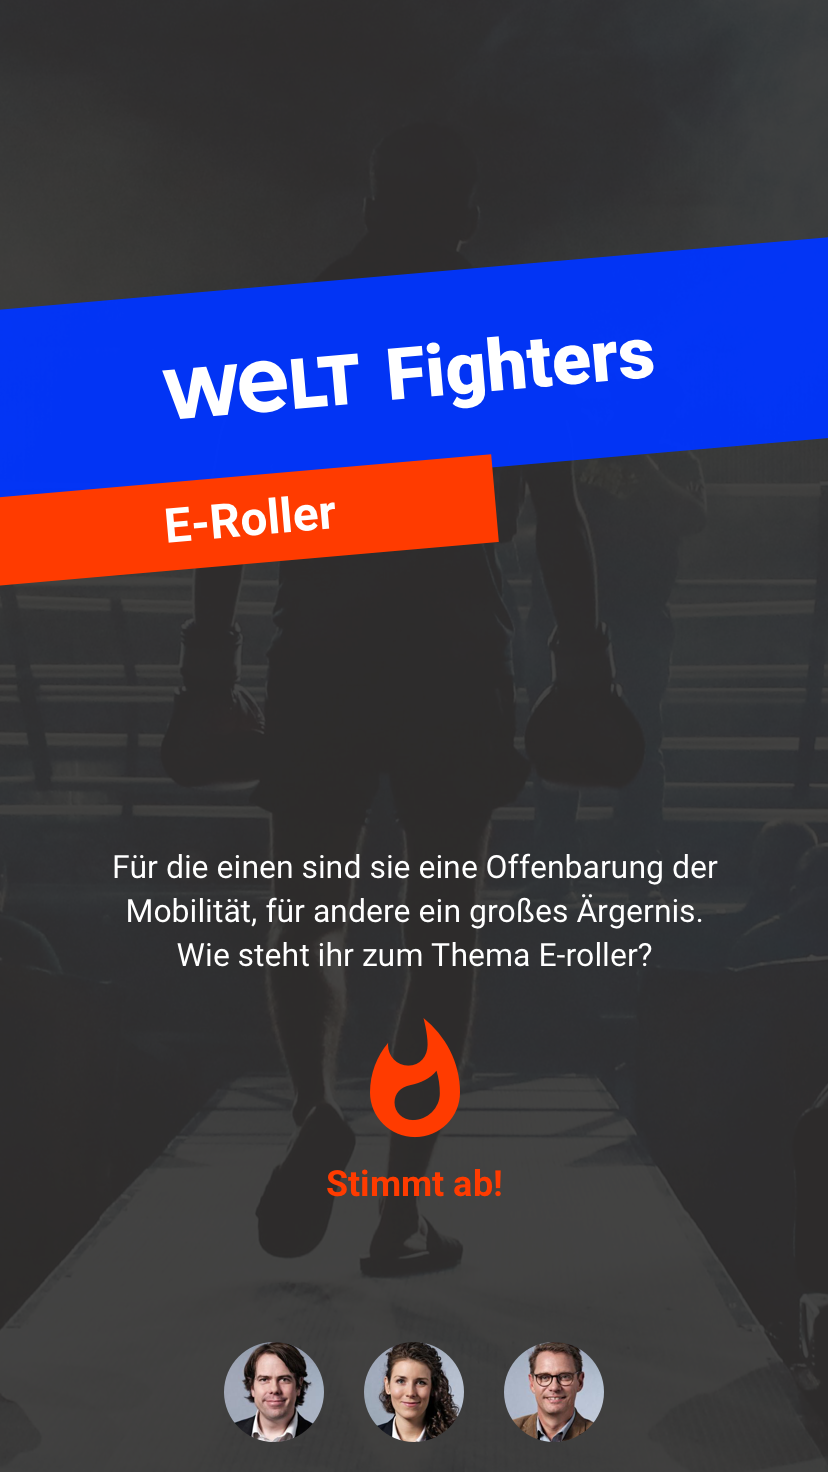 WELT Fighters
E-Roller
Für die einen sind sie eine Offenbarung der
Mobilität, für andere ein großes Ärgernis.
Wie steht ihr zum Thema E-roller?
Stimmt ab!